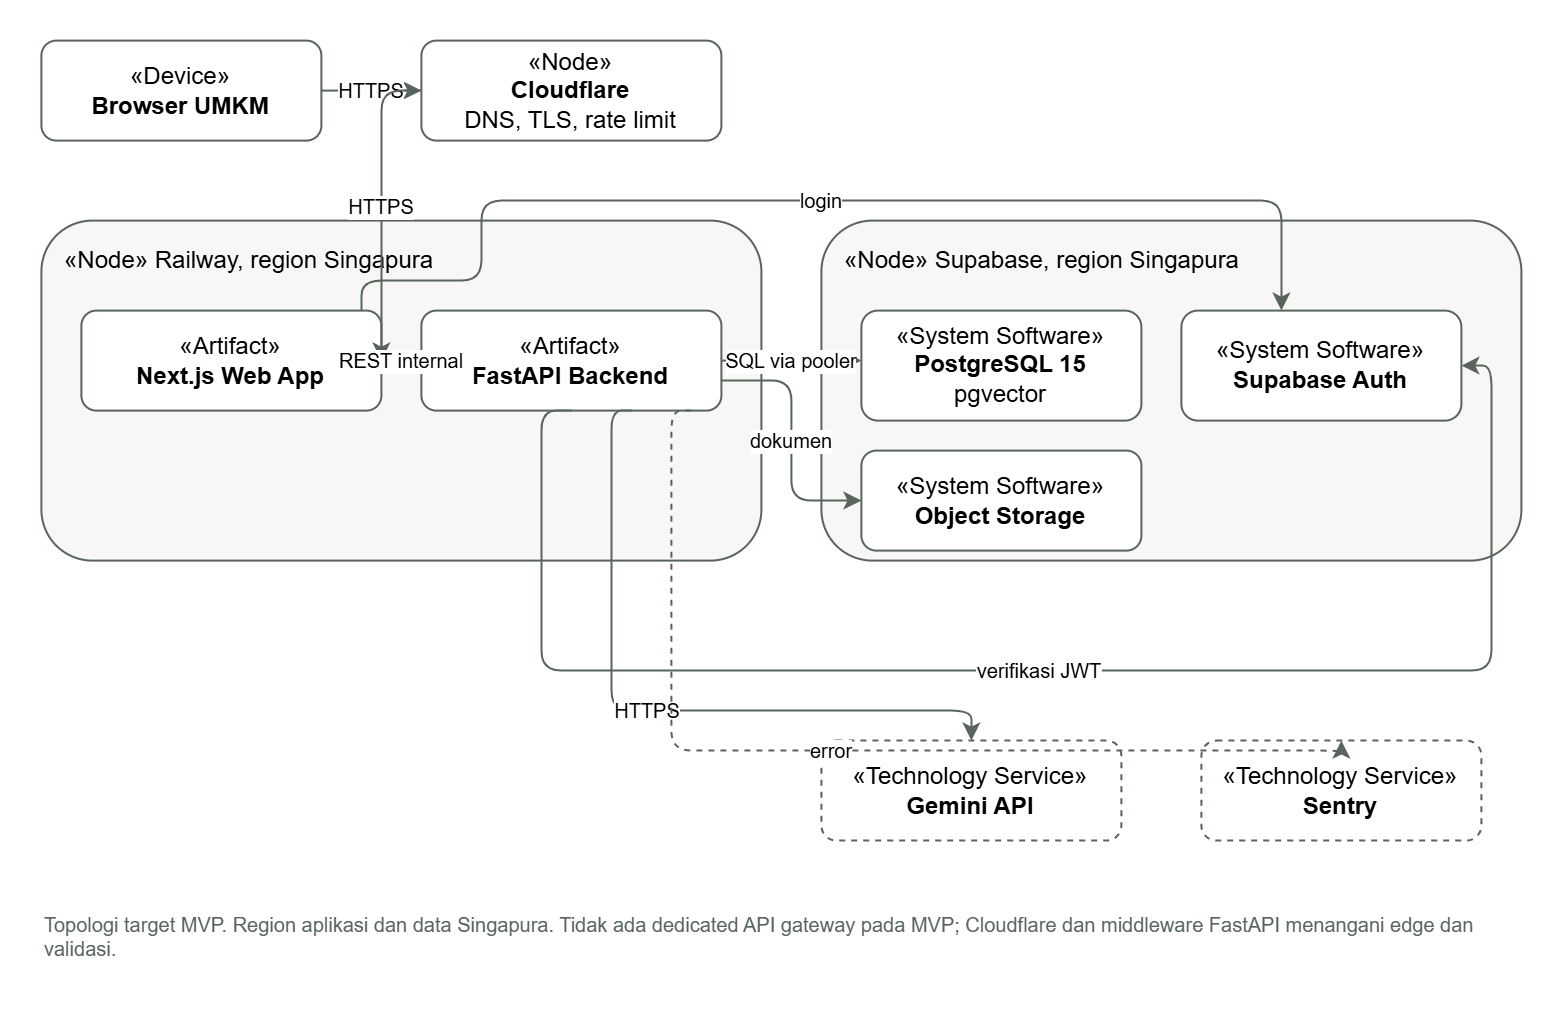 «Device»
Browser UMKM
HTTPS
«Node»
Cloudflare
DNS, TLS, rate limit
HTTPS
login
«Node» Railway, region Singapura
«Node» Supabase, region Singapura
«Artifact»
Next.js Web App
REST internal
«Artifact»
FastAPI Backend
SQL via pooler
«System Software»
PostgreSQL 15
pgvector
«System Software»
Supabase Auth
dokumen
«System Software»
Object Storage
verifikasi JWT
HTTPS
error
«Technology Service»
Gemini API
«Technology Service»
Sentry
Topologi target MVP. Region aplikasi dan data Singapura. Tidak ada dedicated API gateway pada MVP; Cloudflare dan middleware FastAPI menangani edge dan
validasi.